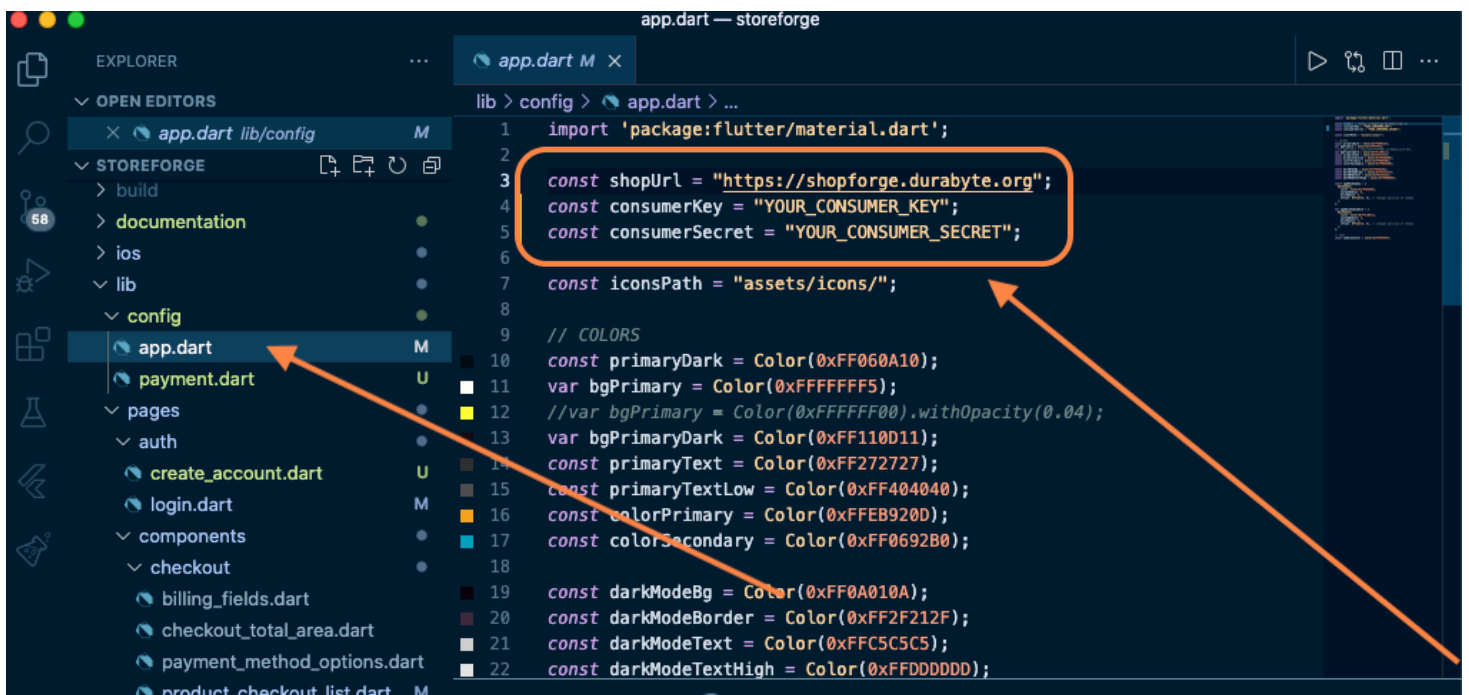 app.dart — storeforge
EXPLORER
OPEN EDITORS
app.dart lib/config M
STOREFORGE
build
documentation
ios
lib
config
app.dart M
payment.dart U
pages
auth
create_account.dart U
login.dart M
components
checkout
billing_fields.dart
checkout_total_area.dart
payment_method_options.dart
product_checkout_list.dart M
58
app.dart M
lib > config > app.dart > ...
1 import 'package:flutter/material.dart';
2
3 const shopUrl = "https://shopforge.durabyte.org";
4 const consumerKey = "YOUR_CONSUMER_KEY";
5 const consumerSecret = "YOUR_CONSUMER_SECRET";
6
7 const iconsPath = "assets/icons/";
8
9 // COLORS
10 const primaryDark = Color(0xFF060A10);
11 var bgPrimary = Color(0xFFFFFFF5);
12 //var bgPrimary = Color(0xFFFFFF00).withOpacity(0.04);
13 var bgPrimaryDark = Color(0xFF110D11);
14 const primaryText = Color(0xFF272727);
15 const primaryTextLow = Color(0xFF404040);
16 const colorPrimary = Color(0xFFEB920D);
17 const colorSecondary = Color(0xFF0692B0);
18
19 const darkModeBg = Color(0xFF0A010A);
20 const darkModeBorder = Color(0xFF2F212F);
21 const darkModeText = Color(0xFFC5C5C5);
22 const darkModeTextHigh = Color(0xFFDDDDDD);